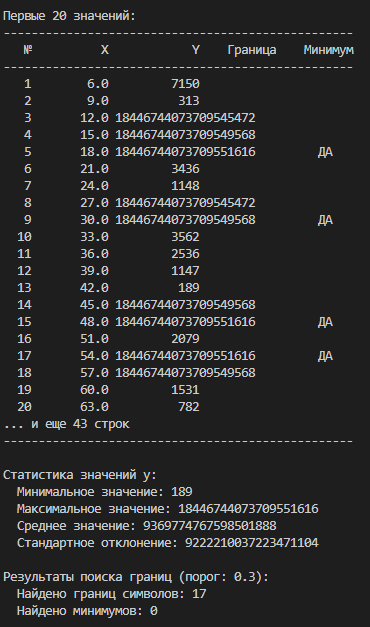 Первые 20 значений:
--------------------------------------------------
№ X Y Граница Минимум
--------------------------------------------------
1 6.0 7150
2 9.0 313
3 12.0 18446744073709545472
4 15.0 18446744073709549568
5 18.0 18446744073709551616 ДА
6 21.0 3436
7 24.0 1148
8 27.0 18446744073709545472
9 30.0 18446744073709549568 ДА
10 33.0 3562
11 36.0 2536
12 39.0 1147
13 42.0 189
14 45.0 18446744073709549568
15 48.0 18446744073709551616 ДА
16 51.0 2079
17 54.0 18446744073709551616 ДА
18 57.0 18446744073709549568
19 60.0 1531
20 63.0 782
... и еще 43 строк
--------------------------------------------------
Статистика значений y:
Минимальное значение: 189
Максимальное значение: 18446744073709551616
Среднее значение: 9369774767598501888
Стандартное отклонение: 9222210037223471104
Результаты поиска границ (порог: 0.3):
Найдено границ символов: 17
Найдено минимумов: 0